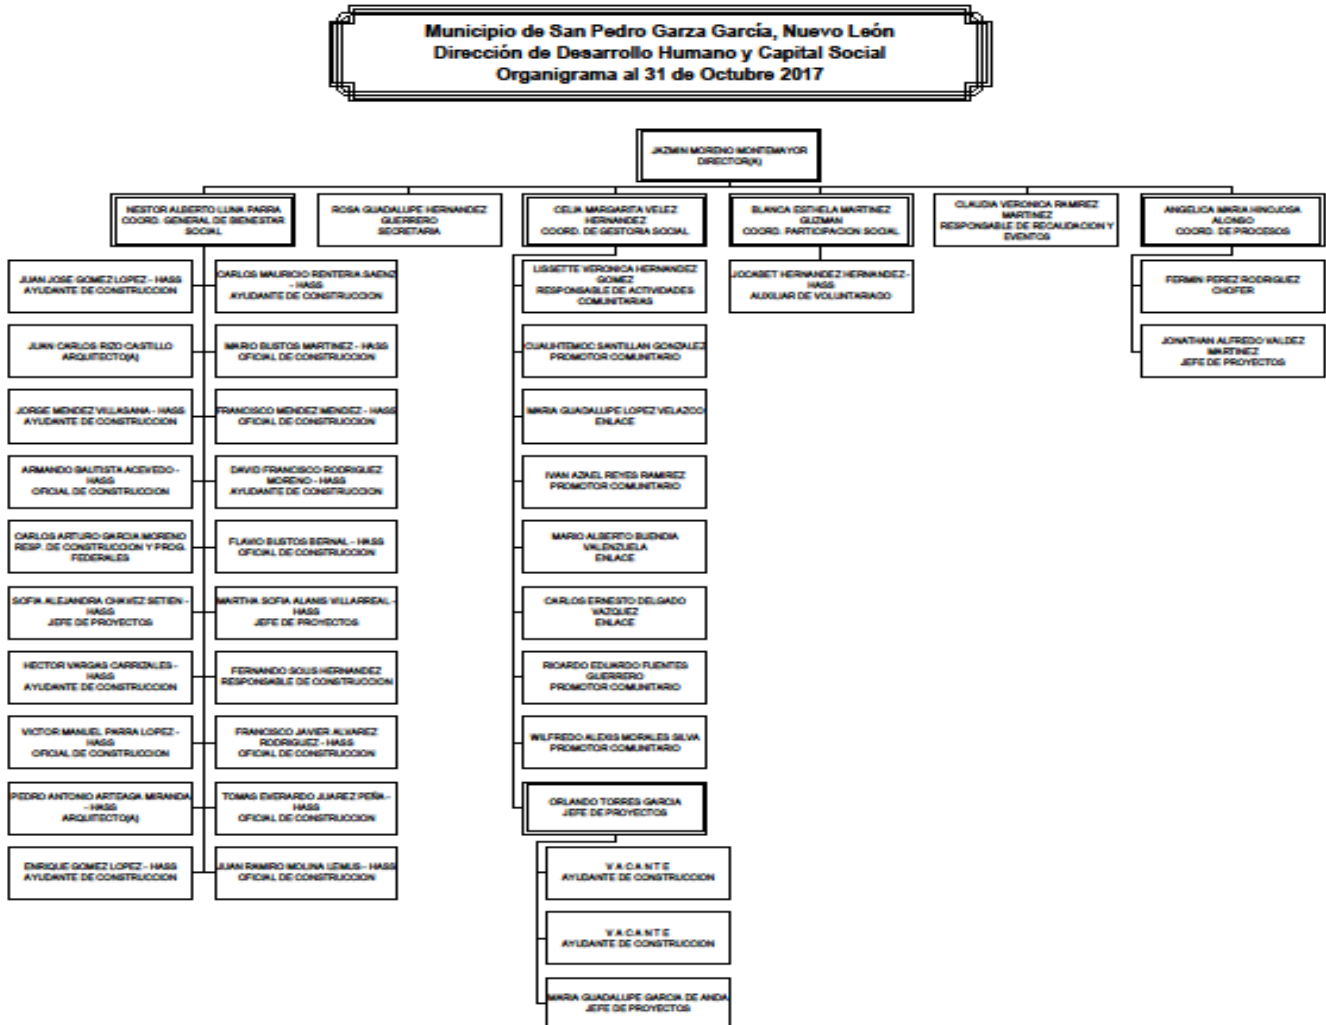 Municipio de San Pedro Garza García, Nuevo León
Dirección de Desarrollo Humano y Capital Social
Organigrama al 31 de Octubre 2017
JAZMIN MORENO MONTEMAYOR
DIRECTOR(A)
NESTOR ALBERTO LUNA PARRA
COORD. GENERAL DE BIENESTAR
SOCIAL
ROSA GUADALUPE HERNANDEZ
GUERRERO
SECRETARIA
CELIA MARGARITA VELEZ
HERNANDEZ
COORD. DE GESTORIA SOCIAL
BLANCA ESTHELA MARTINEZ
GUZMAN
COORD. PARTICIPACION SOCIAL
CLAUDIA VERONICA RAMIREZ
MARTINEZ
RESPONSABLE DE RECAUDACION Y
EVENTOS
ANGELICA MARIA HINOJOSA
ALONSO
COORD. DE PROCESOS
JUAN JOSE GOMEZ LOPEZ - HASS
AYUDANTE DE CONSTRUCCION
CARLOS MAURICIO RENTERIA SAENZ
- HASS
AYUDANTE DE CONSTRUCCION
LISSETTE VERONICA HERNANDEZ
GOMEZ
RESPONSABLE DE ACTIVIDADES
COMUNITARIAS
JOCABET HERNANDEZ HERNANDEZ -
HASS
AUXILIAR DE VOLUNTARIADO
FERMIN PEREZ RODRIGUEZ
CHOFER
JUAN CARLOS RIZO CASTILLO
ARQUITECTO(A)
MARIO BUSTOS MARTINEZ - HASS
OFICIAL DE CONSTRUCCION
CUAUHTEMOC SANTILLAN GONZALEZ
PROMOTOR COMUNITARIO
JONATHAN ALFREDO VALDEZ
MARTINEZ
JEFE DE PROYECTOS
JORGE MENDEZ VILLASANA - HASS
AYUDANTE DE CONSTRUCCION
FRANCISCO MENDEZ MENDEZ - HASS
OFICIAL DE CONSTRUCCION
MARIA GUADALUPE LOPEZ VELAZCO
ENLACE
ARMANDO BAUTISTA ACEVEDO -
HASS
OFICIAL DE CONSTRUCCION
DAVID FRANCISCO RODRIGUEZ
MORENO - HASS
AYUDANTE DE CONSTRUCCION
IVAN AZAEL REYES RAMIREZ
PROMOTOR COMUNITARIO
CARLOS ARTURO GARCIA MORENO
RESP. DE CONSTRUCCION Y PROG.
FEDERALES
FLAVIO BUSTOS BERNAL - HASS
OFICIAL DE CONSTRUCCION
MARIO ALBERTO BUENDIA
VALENZUELA
ENLACE
SOFIA ALEJANDRA CHAVEZ SETIEN -
HASS
JEFE DE PROYECTOS
MARTHA SOFIA ALANIS VILLARREAL -
HASS
JEFE DE PROYECTOS
CARLOS ERNESTO DELGADO
VAZQUEZ
ENLACE
HECTOR VARGAS CARRIZALES -
HASS
AYUDANTE DE CONSTRUCCION
FERNANDO SOLIS HERNANDEZ
RESPONSABLE DE CONSTRUCCION
RICARDO EDUARDO FUENTES
GUERRERO
PROMOTOR COMUNITARIO
VICTOR MANUEL PARRA LOPEZ -
HASS
OFICIAL DE CONSTRUCCION
FRANCISCO JAVIER ALVAREZ
RODRIGUEZ - HASS
OFICIAL DE CONSTRUCCION
WILFREDO ALEXIS MORALES SILVA
PROMOTOR COMUNITARIO
PEDRO ANTONIO ARTEAGA MIRANDA
- HASS
ARQUITECTO(A)
TOMAS EVERARDO JUAREZ PEÑA -
HASS
OFICIAL DE CONSTRUCCION
ORLANDO TORRES GARCIA
JEFE DE PROYECTOS
ENRIQUE GOMEZ LOPEZ - HASS
AYUDANTE DE CONSTRUCCION
JUAN RAMIRO MOLINA LEMUS - HASS
OFICIAL DE CONSTRUCCION
V A C A N T E
AYUDANTE DE CONSTRUCCION
V A C A N T E
AYUDANTE DE CONSTRUCCION
MARIA GUADALUPE GARCIA DE ANDA
JEFE DE PROYECTOS